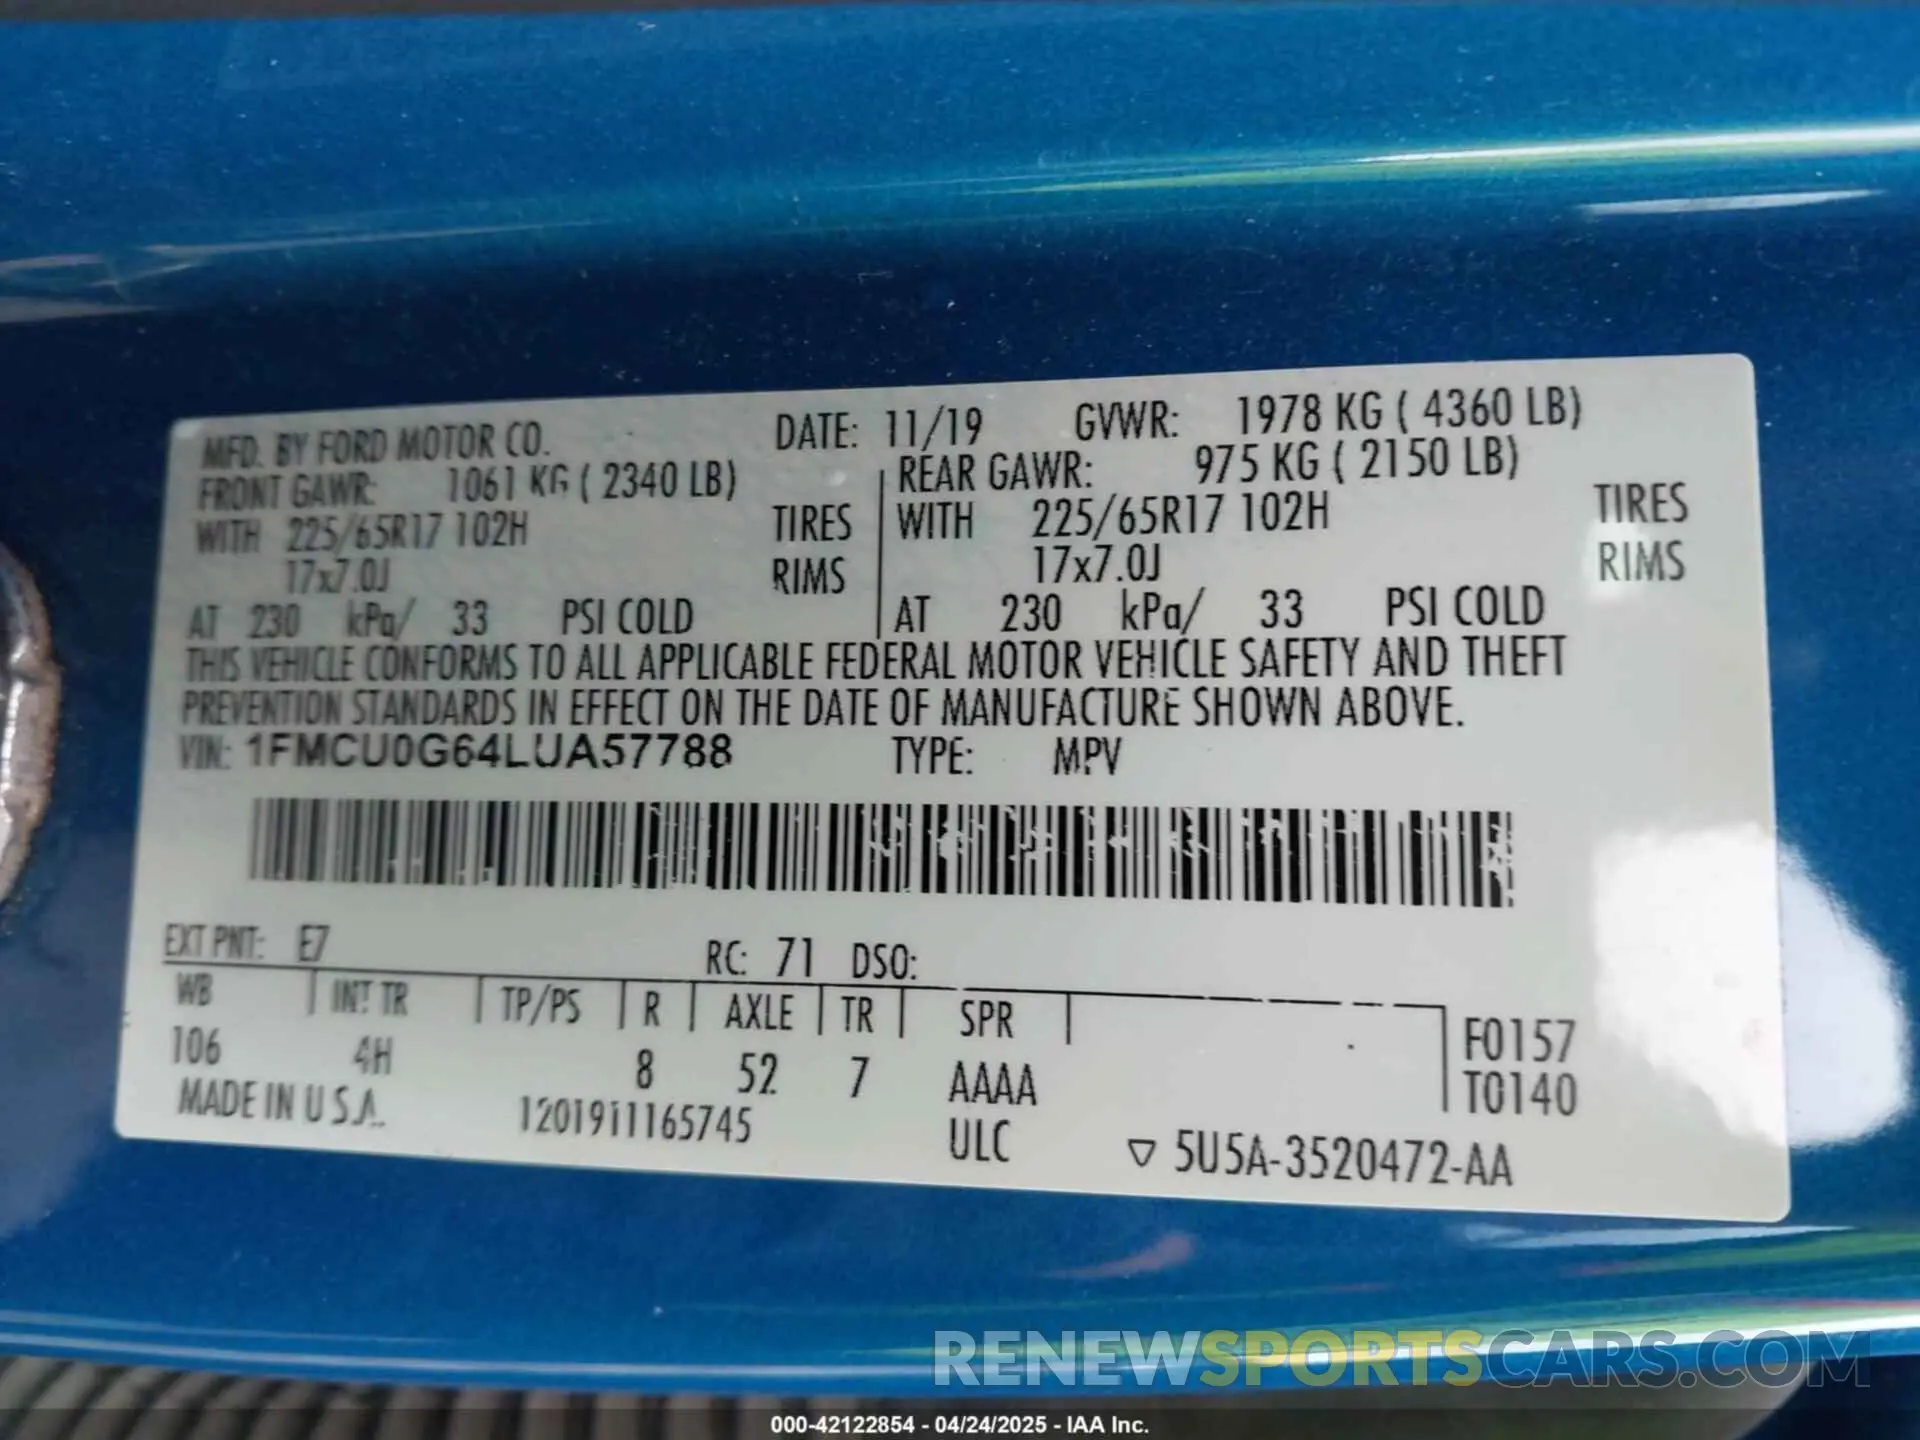 MFD. BY FORD MOTOR CO. DATE: 11/19 GVWR: 1978 KG ( 4360 LB)
FRONT GAWR: 1061 KG ( 2340 LB) REAR GAWR: 975 KG ( 2150 LB)
WITH 225/65R17 102H TIRES WITH 225/65R17 102H TIRES
17x7.0J RIMS 17x7.0J RIMS
AT 230 kPa/ 33 PSI COLD AT 230 kPa/ 33 PSI COLD
THIS VEHICLE CONFORMS TO ALL APPLICABLE FEDERAL MOTOR VEHICLE SAFETY AND THEFT
PREVENTION STANDARDS IN EFFECT ON THE DATE OF MANUFACTURE SHOWN ABOVE.
VIN: 1FMCU0G64LUA57788 TYPE: MPV
EXT PNT: E7 RC: 71 DSO:
WB INT TR TP/PS R AXLE TR SPR F0157
106 4H 8 52 7 AAAA T0140
MADE IN U.S.A. 1201911165745 ULC ▽ 5U5A-3520472-AA
RENEWSPORTSCARS.COM
000-42122854 - 04/24/2025 - IAA Inc.